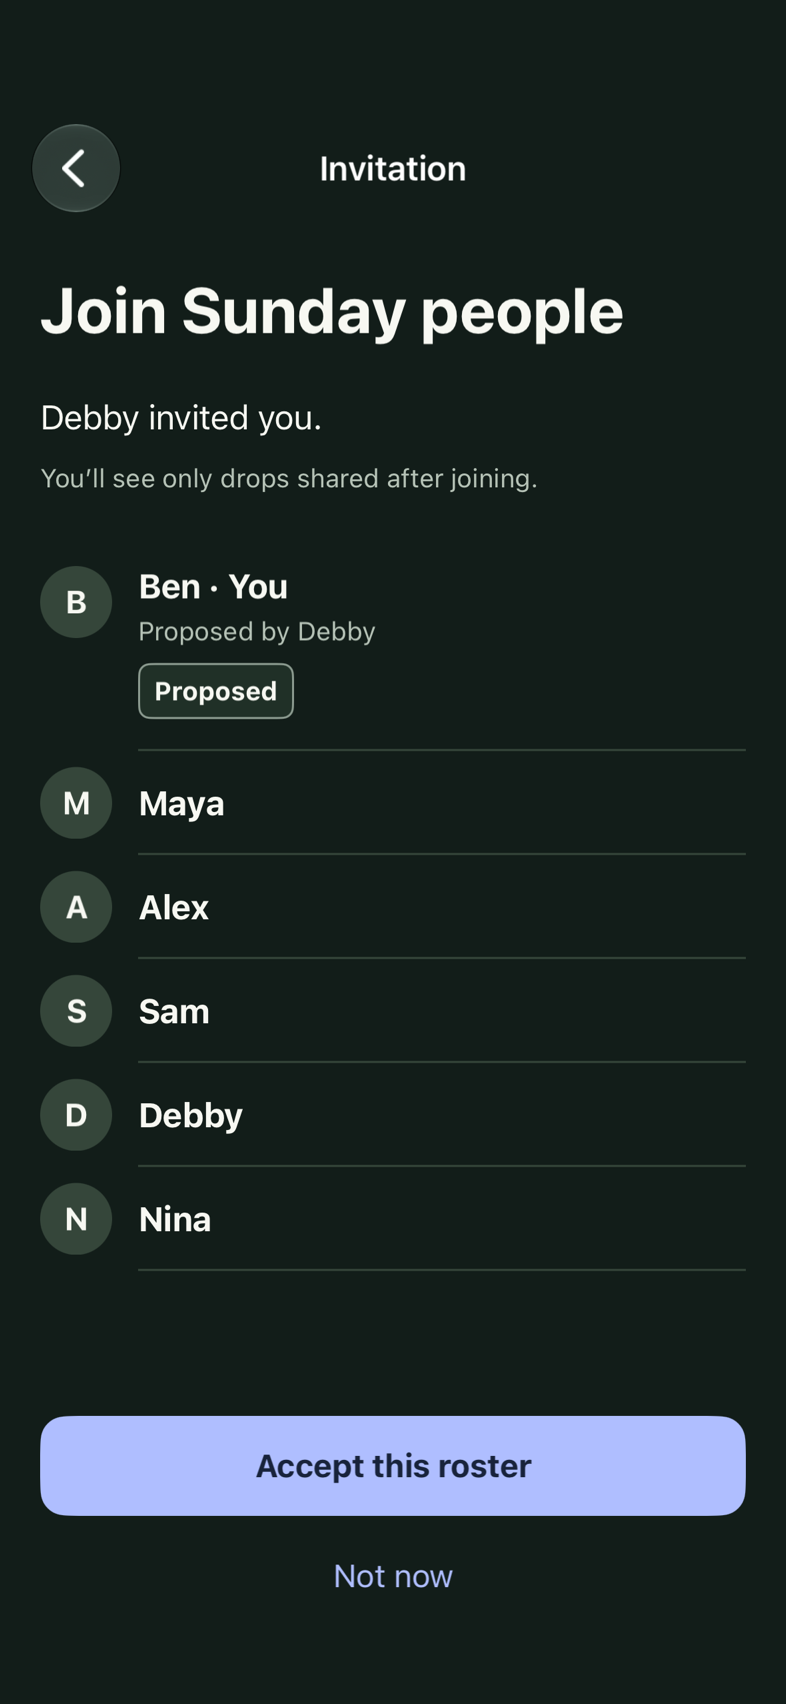 Invitation
Join Sunday people
Debby invited you.
You’ll see only drops shared after joining.
B
Ben · You
Proposed by Debby
Proposed
M
Maya
A
Alex
S
Sam
D
Debby
N
Nina
Accept this roster
Not now